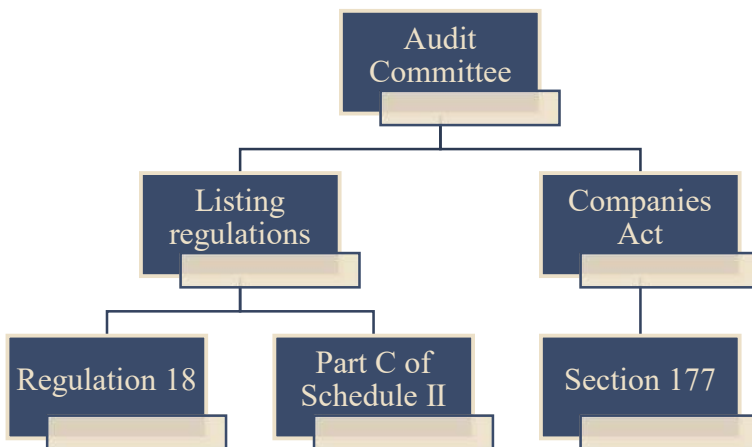 Audit
Committee
Listing
regulations
Companies
Act
Regulation 18
Part C of
Schedule II
Section 177